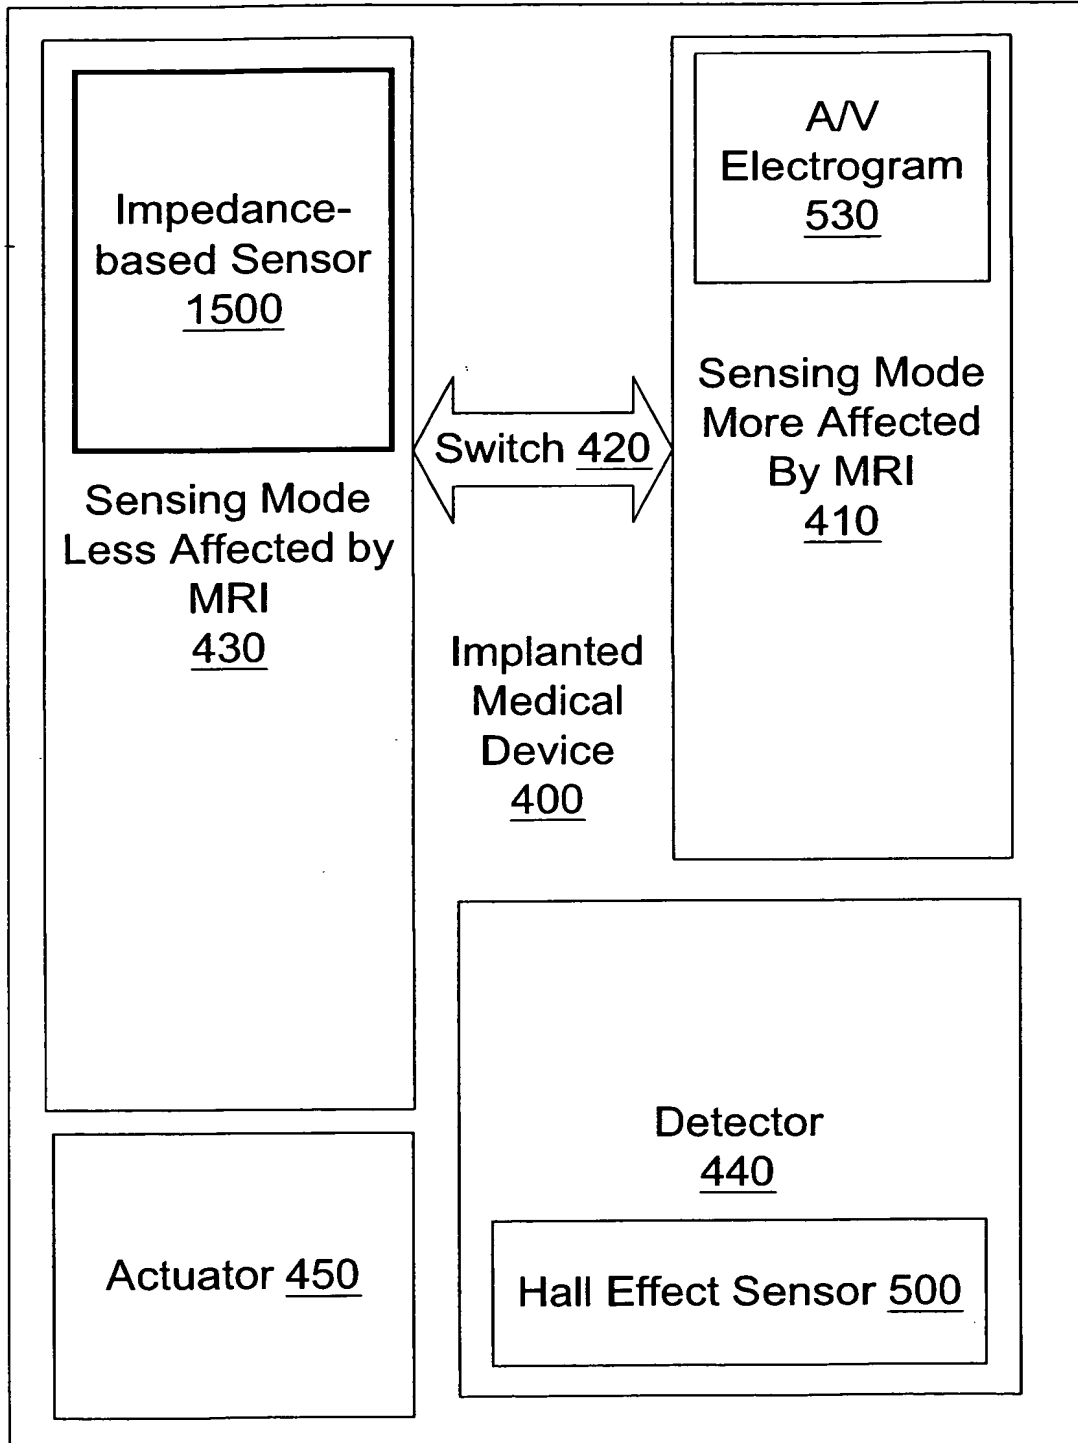 Impedance-
based Sensor
1500
Sensing Mode
Less Affected by
MRI
430
Switch 420
A/V
Electrogram
530
Sensing Mode
More Affected
By MRI
410
Implanted
Medical
Device
400
Detector
440
Hall Effect Sensor 500
Actuator 450